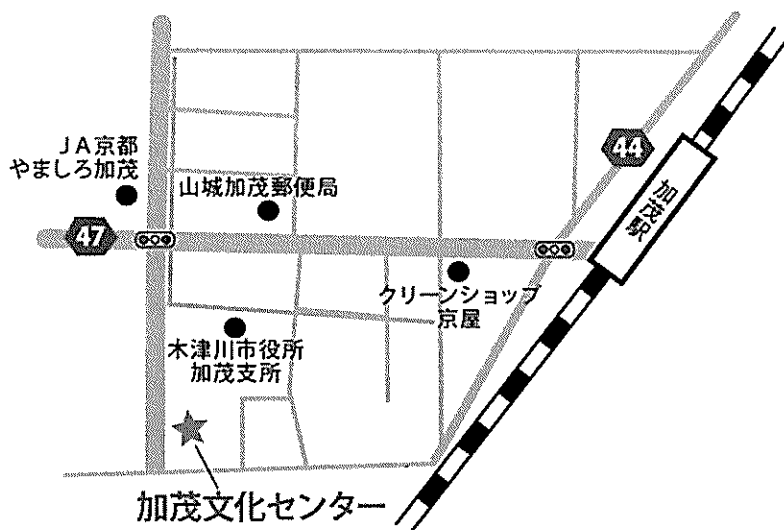 JA京都
やましろ加茂
山城加茂郵便局
44
加茂駅
47
クリーンショップ
京屋
木津川市役所
加茂支所
加茂文化センター